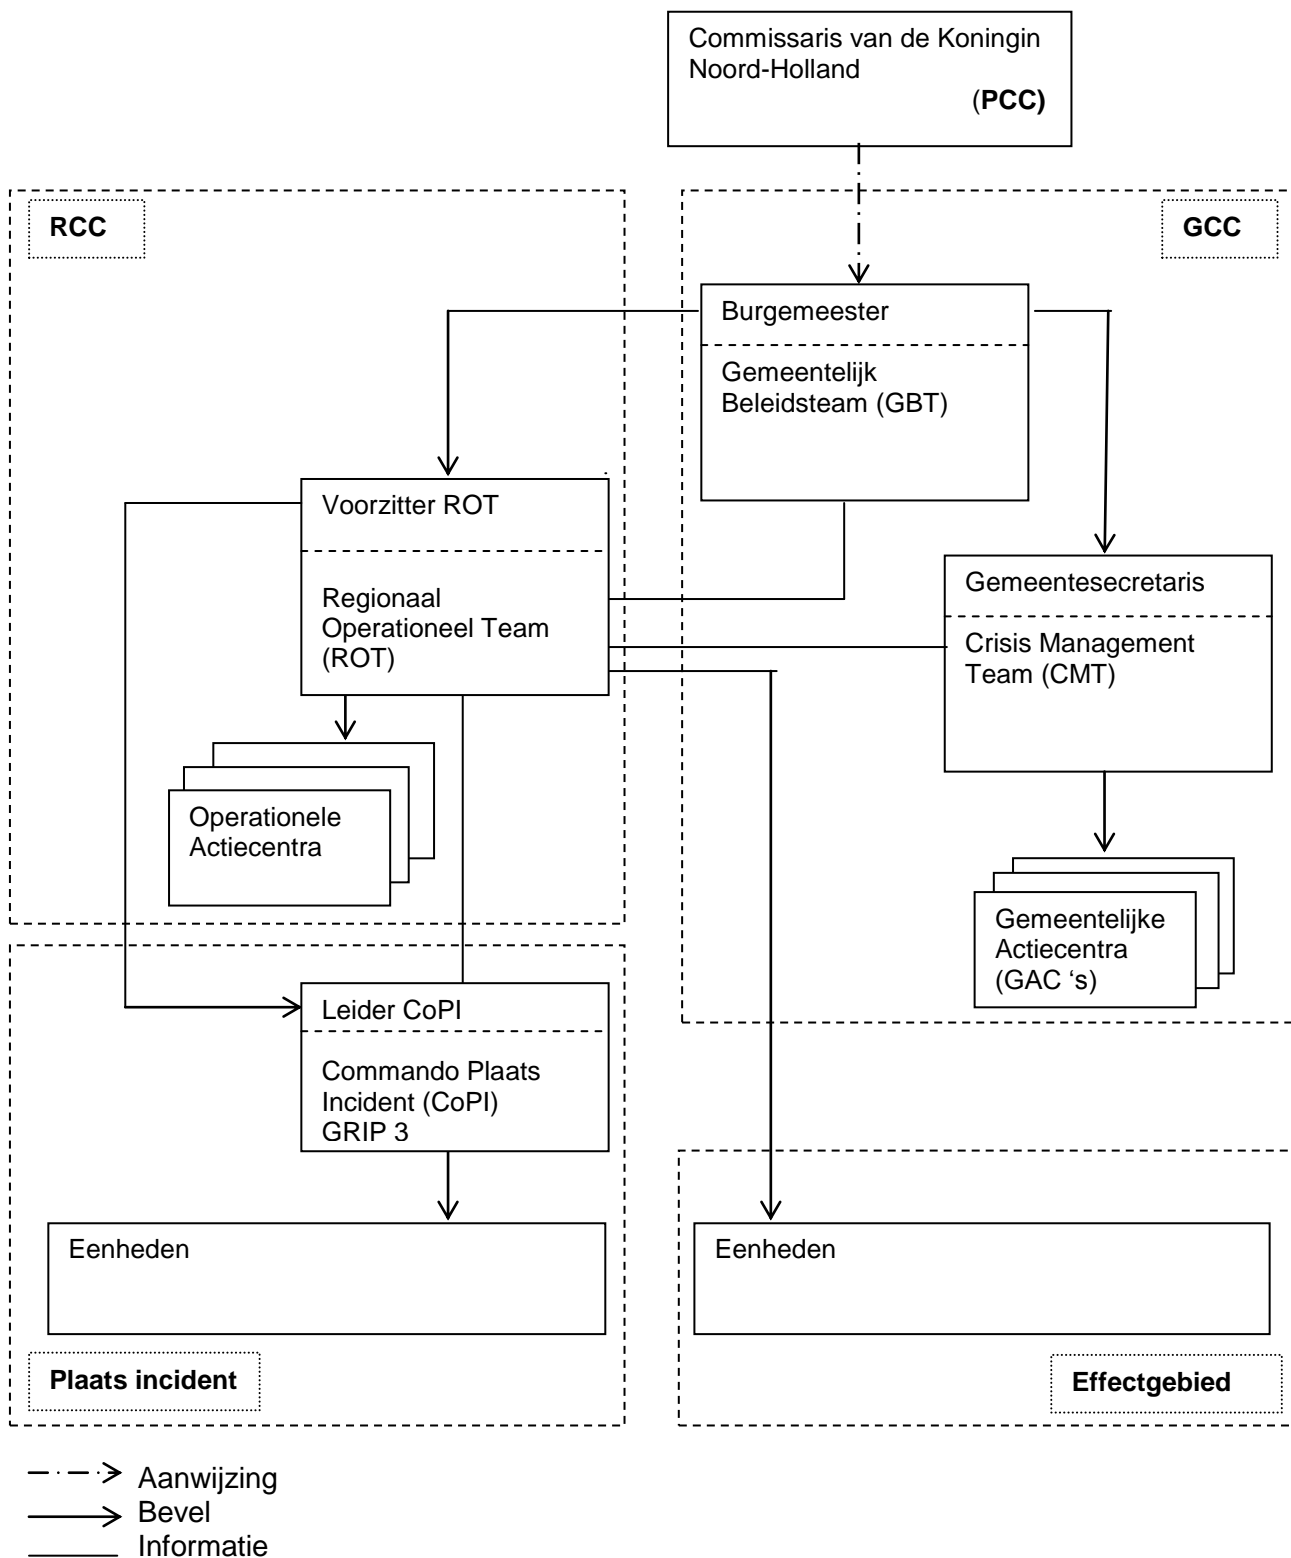 Commissaris van de Koningin
Noord-Holland
(PCC)
RCC
GCC
Burgemeester
Gemeentelijk
Beleidsteam (GBT)
Voorzitter ROT
Regionaal
Operationeel Team
(ROT)
Gemeentesecretaris
Crisis Management
Team (CMT)
Operationele
Actiecentra
Gemeentelijke
Actiecentra
(GAC ‘s)
Leider CoPI
Commando Plaats
Incident (CoPI)
GRIP 3
Eenheden
Eenheden
Plaats incident
Effectgebied
Aanwijzing
Bevel
Informatie